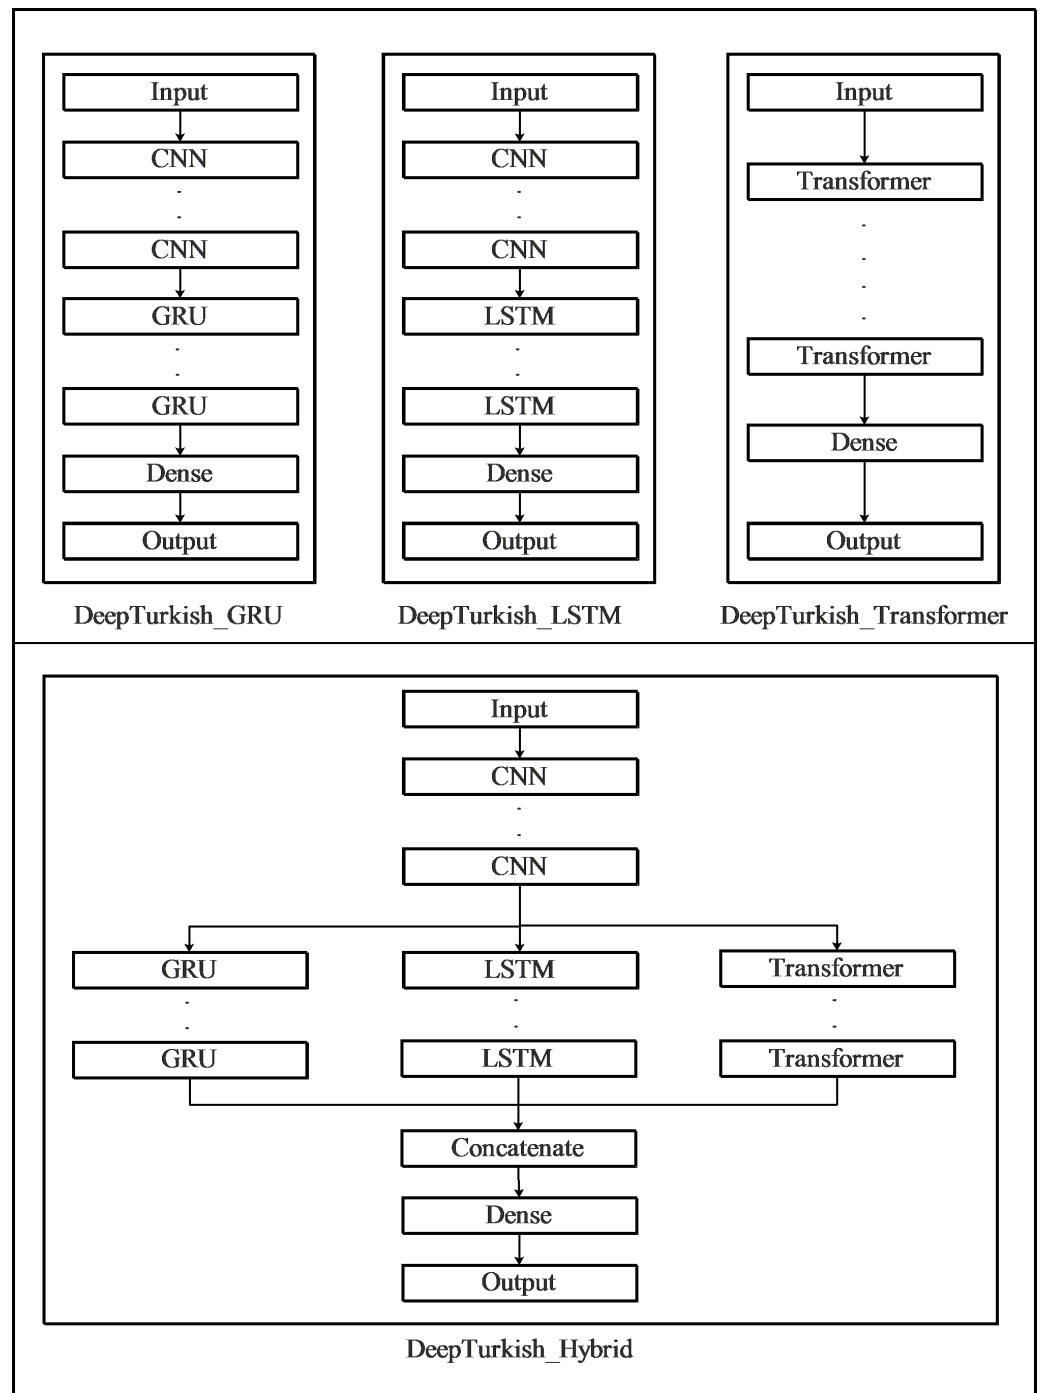 Input
CNN
CNN
GRU
GRU
Dense
Output
DeepTurkish_GRU
Input
CNN
CNN
LSTM
LSTM
Dense
Output
DeepTurkish_LSTM
Input
Transformer
Transformer
Dense
Output
DeepTurkish_Transformer
Input
CNN
CNN
GRU
LSTM
Transformer
GRU
LSTM
Transformer
Concatenate
Dense
Output
DeepTurkish_Hybrid